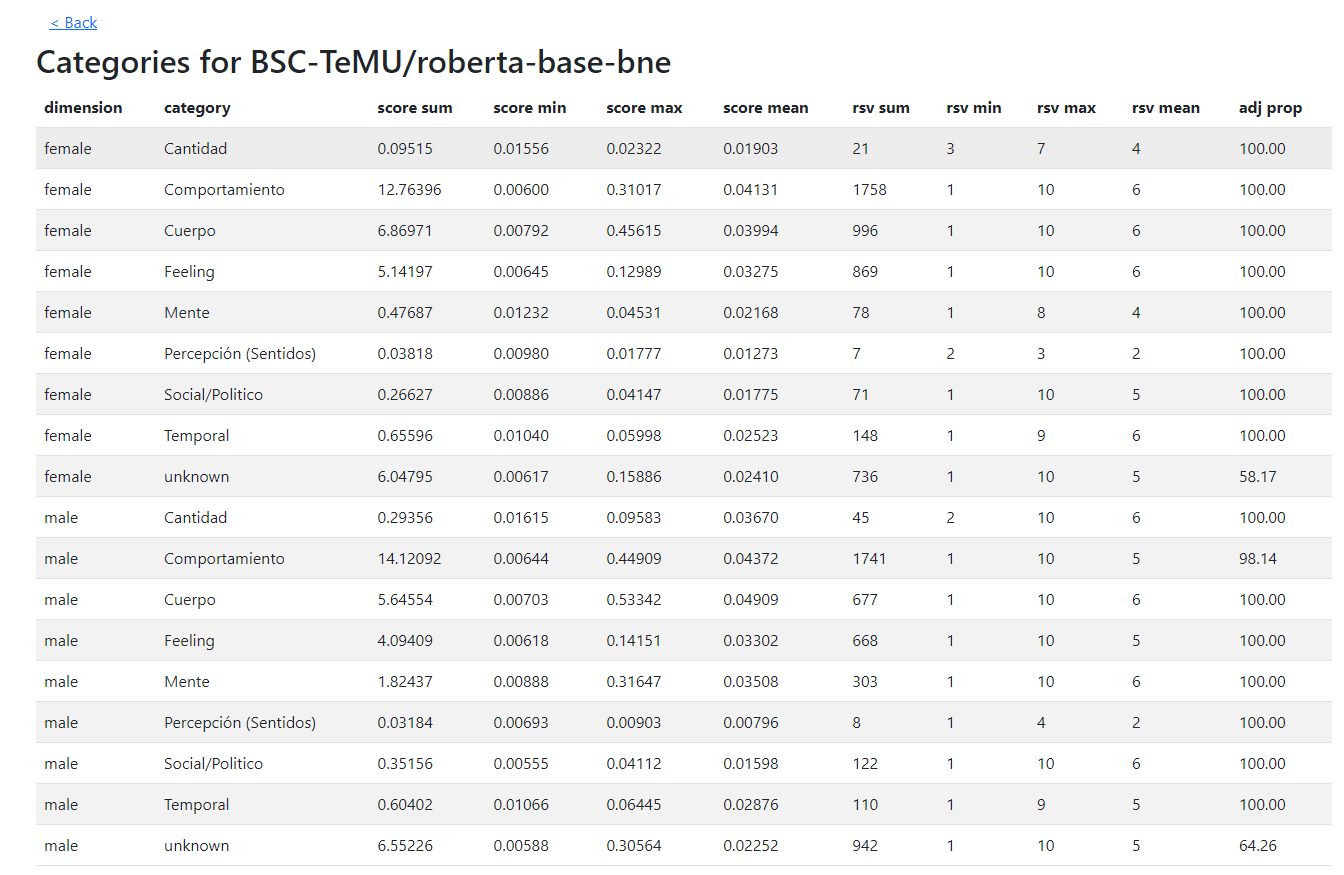 < Back
Categories for BSC-TeMU/roberta-base-bne
dimension category score sum score min score max score mean rsv sum rsv min rsv max rsv mean adj prop
female Cantidad 0.09515 0.01556 0.02322 0.01903 21 3 7 4 100.00
female Comportamiento 12.76396 0.00600 0.31017 0.04131 1758 1 10 6 100.00
female Cuerpo 6.86971 0.00792 0.45615 0.03994 996 1 10 6 100.00
female Feeling 5.14197 0.00645 0.12989 0.03275 869 1 10 6 100.00
female Mente 0.47687 0.01232 0.04531 0.02168 78 1 8 4 100.00
female Percepción (Sentidos) 0.03818 0.00980 0.01777 0.01273 7 2 3 2 100.00
female Social/Politico 0.26627 0.00886 0.04147 0.01775 71 1 10 5 100.00
female Temporal 0.65596 0.01040 0.05998 0.02523 148 1 9 6 100.00
female unknown 6.04795 0.00617 0.15886 0.02410 736 1 10 5 58.17
male Cantidad 0.29356 0.01615 0.09583 0.03670 45 2 10 6 100.00
male Comportamiento 14.12092 0.00644 0.44909 0.04372 1741 1 10 5 98.14
male Cuerpo 5.64554 0.00703 0.53342 0.04909 677 1 10 6 100.00
male Feeling 4.09409 0.00618 0.14151 0.03302 668 1 10 5 100.00
male Mente 1.82437 0.00888 0.31647 0.03508 303 1 10 6 100.00
male Percepción (Sentidos) 0.03184 0.00693 0.00903 0.00796 8 1 4 2 100.00
male Social/Politico 0.35156 0.00555 0.04112 0.01598 122 1 10 6 100.00
male Temporal 0.60402 0.01066 0.06445 0.02876 110 1 9 5 100.00
male unknown 6.55226 0.00588 0.30564 0.02252 942 1 10 5 64.26